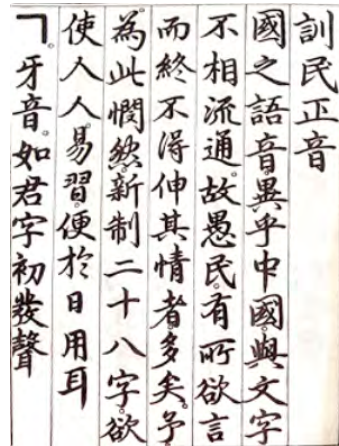 訓民正音
國之語音。異乎中國。與文字
不相流通。故愚民。有所欲言
而終不得伸其情者。多矣。予
為此憫然。新制二十八字。欲
使人人。易習。便於日用耳
ㄱ。牙音。如君字初發聲